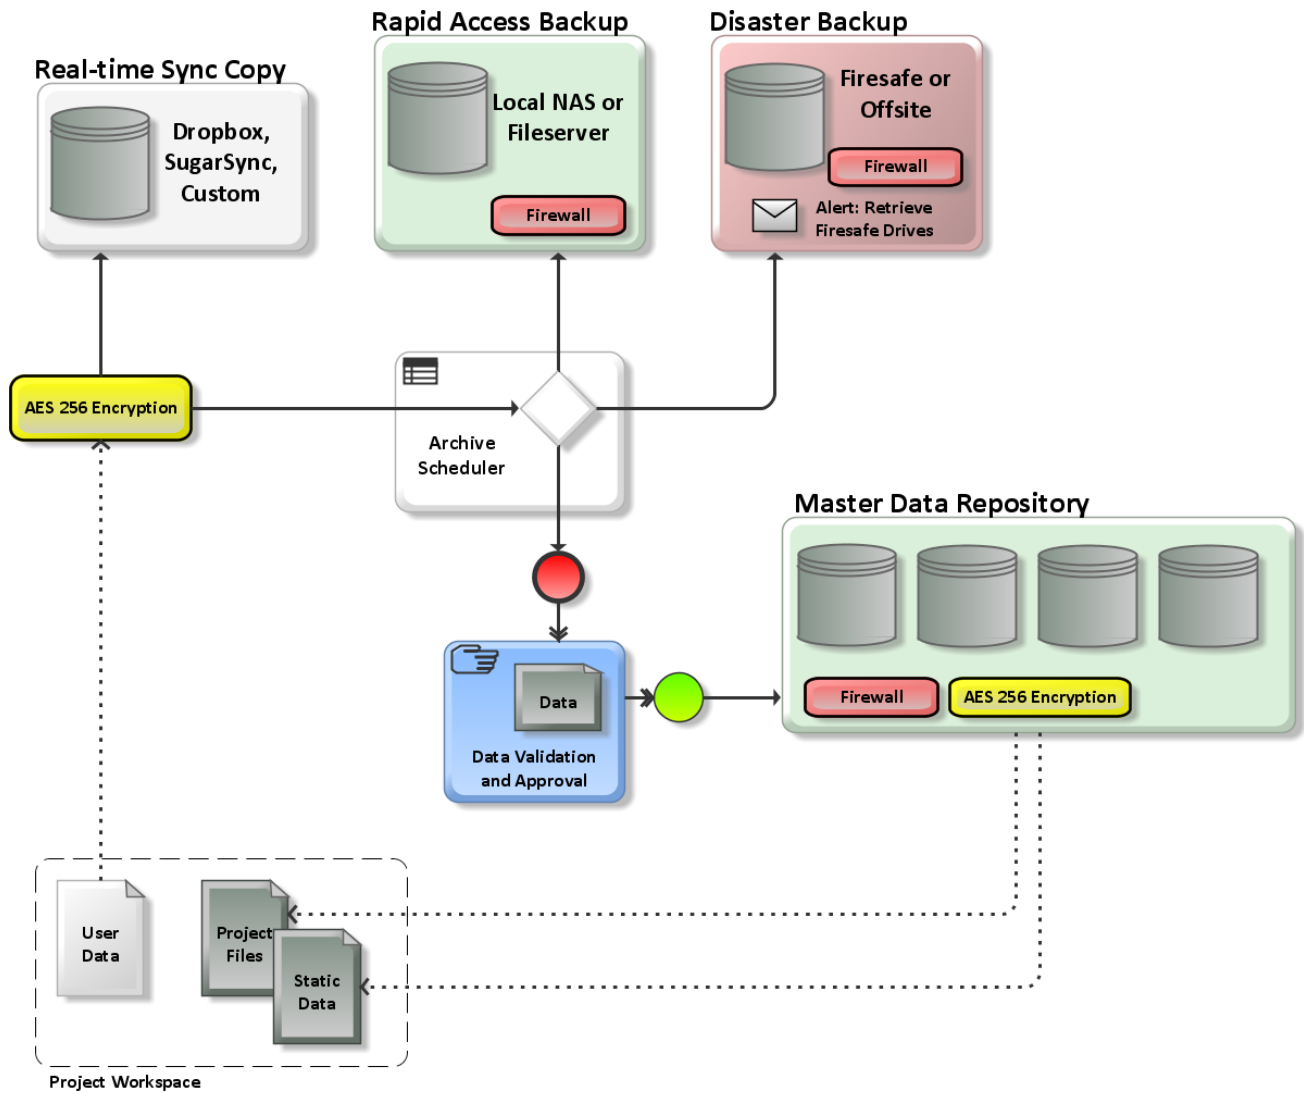 Rapid Access Backup
Disaster Backup
Real-time Sync Copy
Dropbox,
SugarSync,
Custom
Local NAS or
Fileserver
Firewall
Firesafe or
Offsite
Firewall
Alert: Retrieve
Firesafe Drives
AES 256 Encryption
Archive
Scheduler
Master Data Repository
Firewall
AES 256 Encryption
Data
Data Validation
and Approval
User
Data
Project
Files
Static
Data
Project Workspace